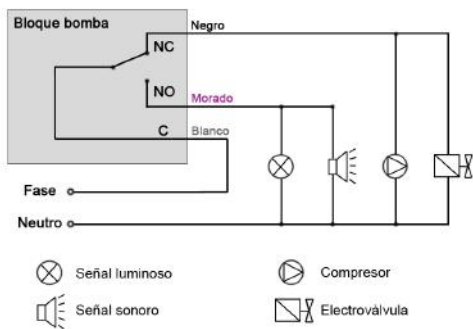 Bloque bomba
Negro
NC
NO
Morado
C
Blanco
Fase
Neutro
Señal luminoso
Compresor
Señal sonoro
Electroválvula